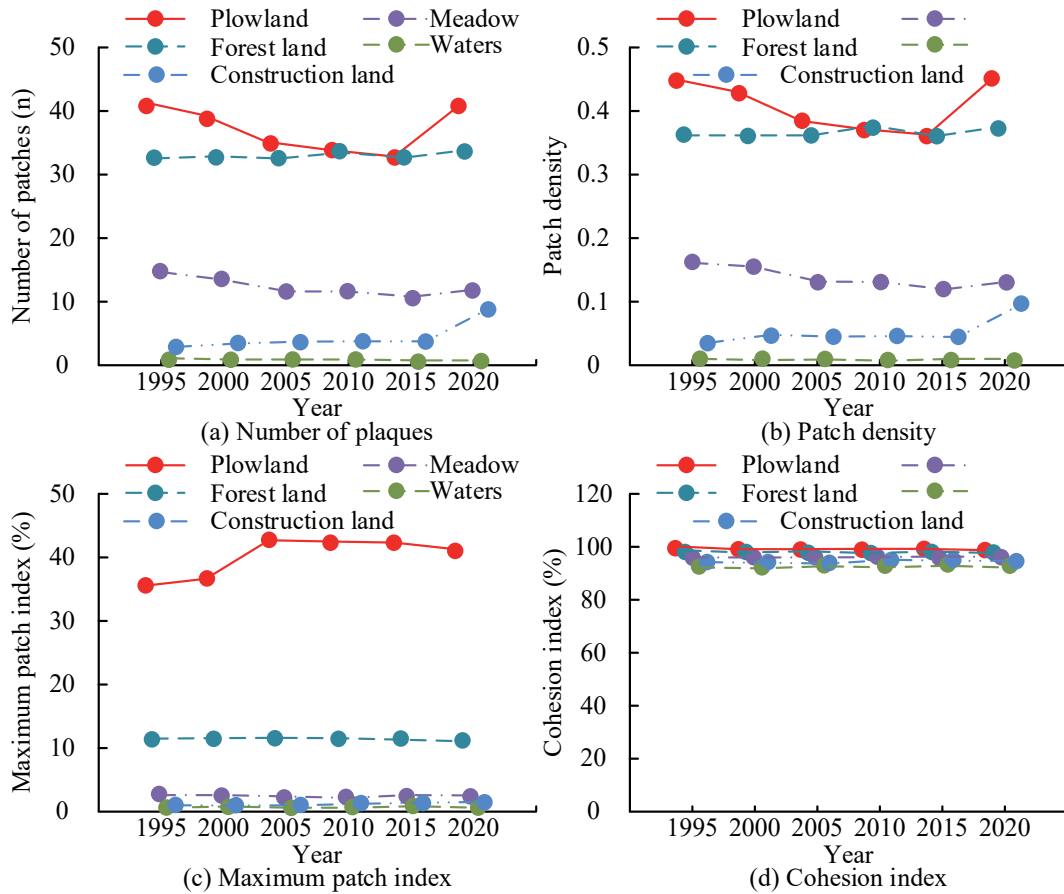 Plowland
Meadow
Forest land
Waters
Construction land
Number of patches (n)
50
40
30
20
10
0
1995 2000 2005 2010 2015 2020
Year
(a) Number of plaques
Plowland
Forest land
Construction land
Patch density
0.5
0.4
0.3
0.2
0.1
0
1995 2000 2005 2010 2015 2020
Year
(b) Patch density
Plowland
Meadow
Forest land
Waters
Construction land
Maximum patch index (%)
50
40
30
20
10
0
1995 2000 2005 2010 2015 2020
Year
(c) Maximum patch index
Plowland
Forest land
Construction land
Cohesion index (%)
120
100
80
60
40
20
0
1995 2000 2005 2010 2015 2020
Year
(d) Cohesion index